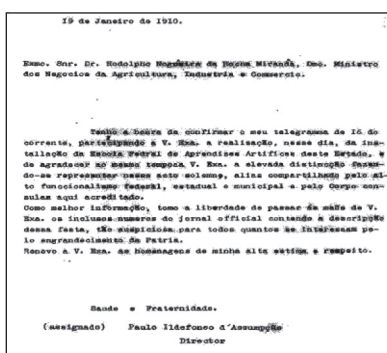 19 de Janeiro de 1910.
Exmo. Snr. Dr. Rodolpho Nogueira da Rocha Miranda, Dmo. Ministro
dos Negocios da Agricultura, Industria e Commercio.
Tenho a honra de confirmar o meu telegramma de 16 do
corrente, participando a V. Exa. a realisação, nesse dia, da ins-
tallação da Escola Federal de Aprendises Artifices deste Estado, e
de agradecer ao mesmo tempo a V. Exa. a elevada distincção fazen-
do-se representar nesse acto solemne, alias compartilhado pelo al-
to funccionalismo federal, estadual e municipal e pelo Corpo con-
sular aqui acreditado.
Como melhor informação, tomo a liberdade de passar ás mãos de V.
Exa. os inclusos numeros do jornal official contendo a descripção
dessa festa, tão auspiciosa para todos quantos se interessam pe-
lo engrandecimento da Patria.
Renovo a V. Exa. as homenagens de minha alta estima e respeito.
Saude e Fraternidade.
(assignado) Paulo Ildefonso d'Assumpção
Director